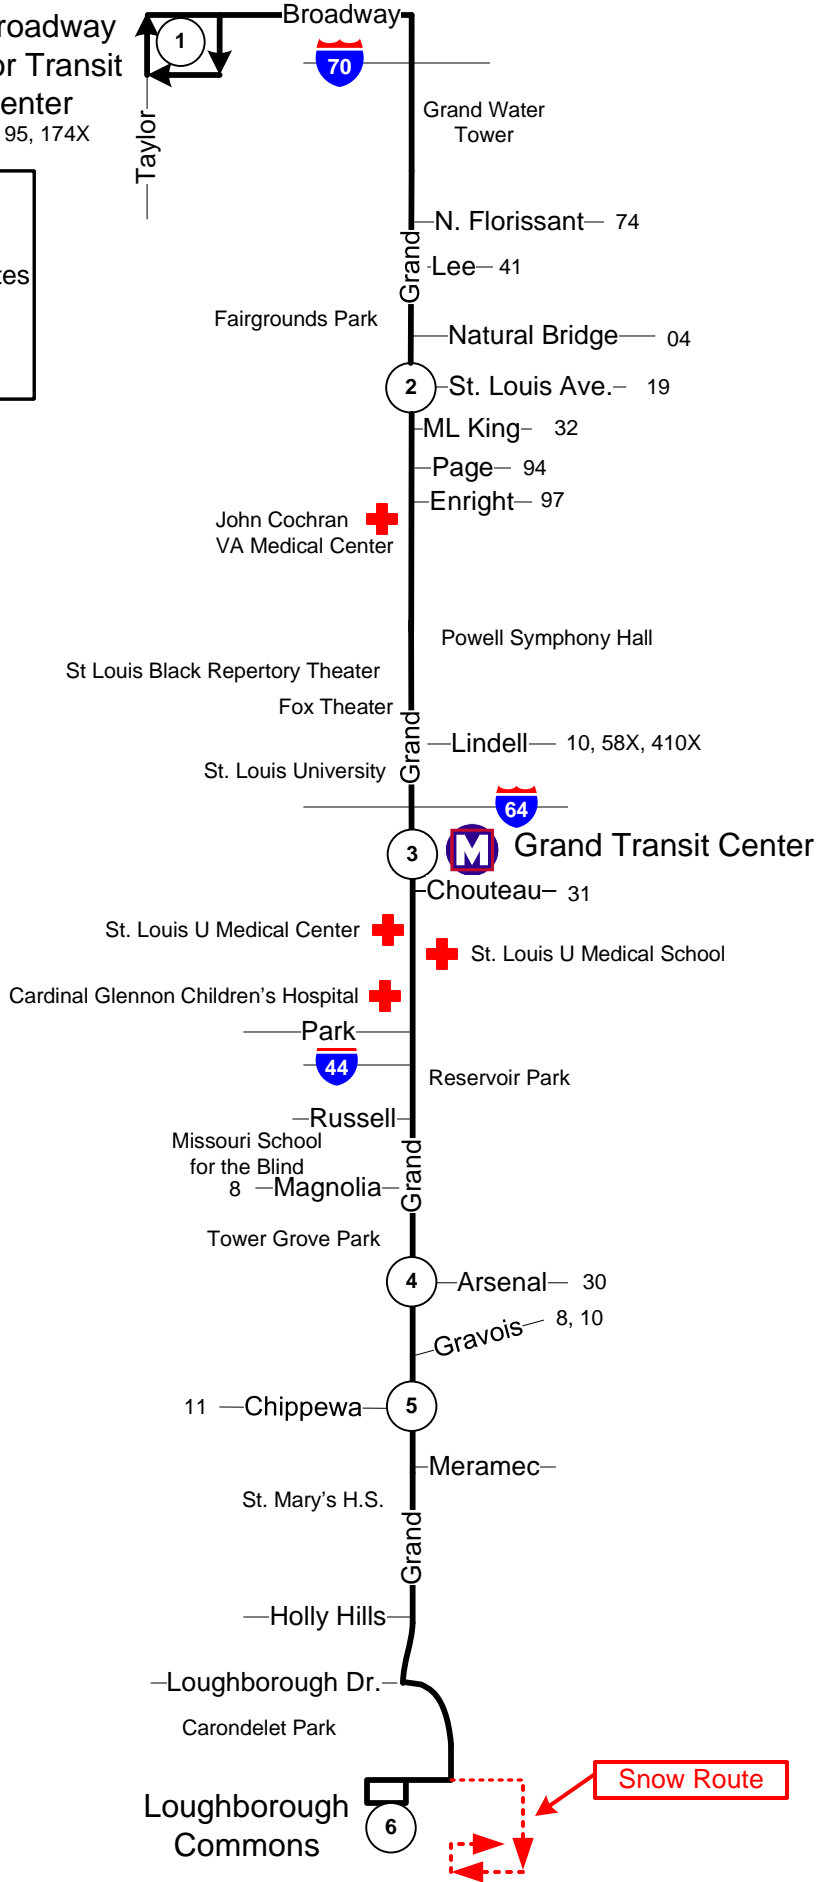 Broadway
1
70
95, 174X
Taylor
Grand Water
Tower
N. Florissant 74
Grand
Lee 41
Fairgrounds Park
Natural Bridge 04
2 St. Louis Ave. 19
ML King 32
Page 94
Enright 97
John Cochran
VA Medical Center
Powell Symphony Hall
St Louis Black Repertory Theater
Fox Theater
Grand
Lindell 10, 58X, 410X
St. Louis University
64
3 M Grand Transit Center
Chouteau 31
St. Louis U Medical Center
St. Louis U Medical School
Cardinal Glennon Children's Hospital
Park
44
Reservoir Park
Russell
Missouri School
for the Blind
Grand
8 Magnolia
Tower Grove Park
4 Arsenal 30
Gravois 8, 10
11 Chippewa 5
Meramec
St. Mary's H.S.
Grand
Holly Hills
Loughborough Dr.
Carondelet Park
Snow Route
Loughborough
Commons
6